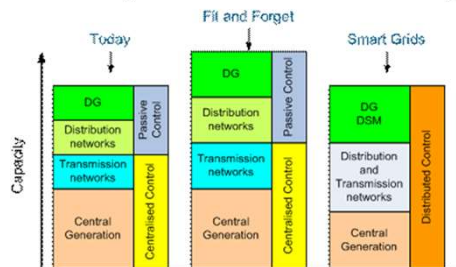 Today
Fit and Forget
Smart Grids
Capacity
DG
Distribution
networks
Transmission
networks
Central
Generation
Passive
Control
Centralised Control
DG
Distribution
networks
Transmission
networks
Central
Generation
Passive Control
Centralised Control
DG
DSM
Distribution
and
Transmission
networks
Central
Generation
Distributed Control